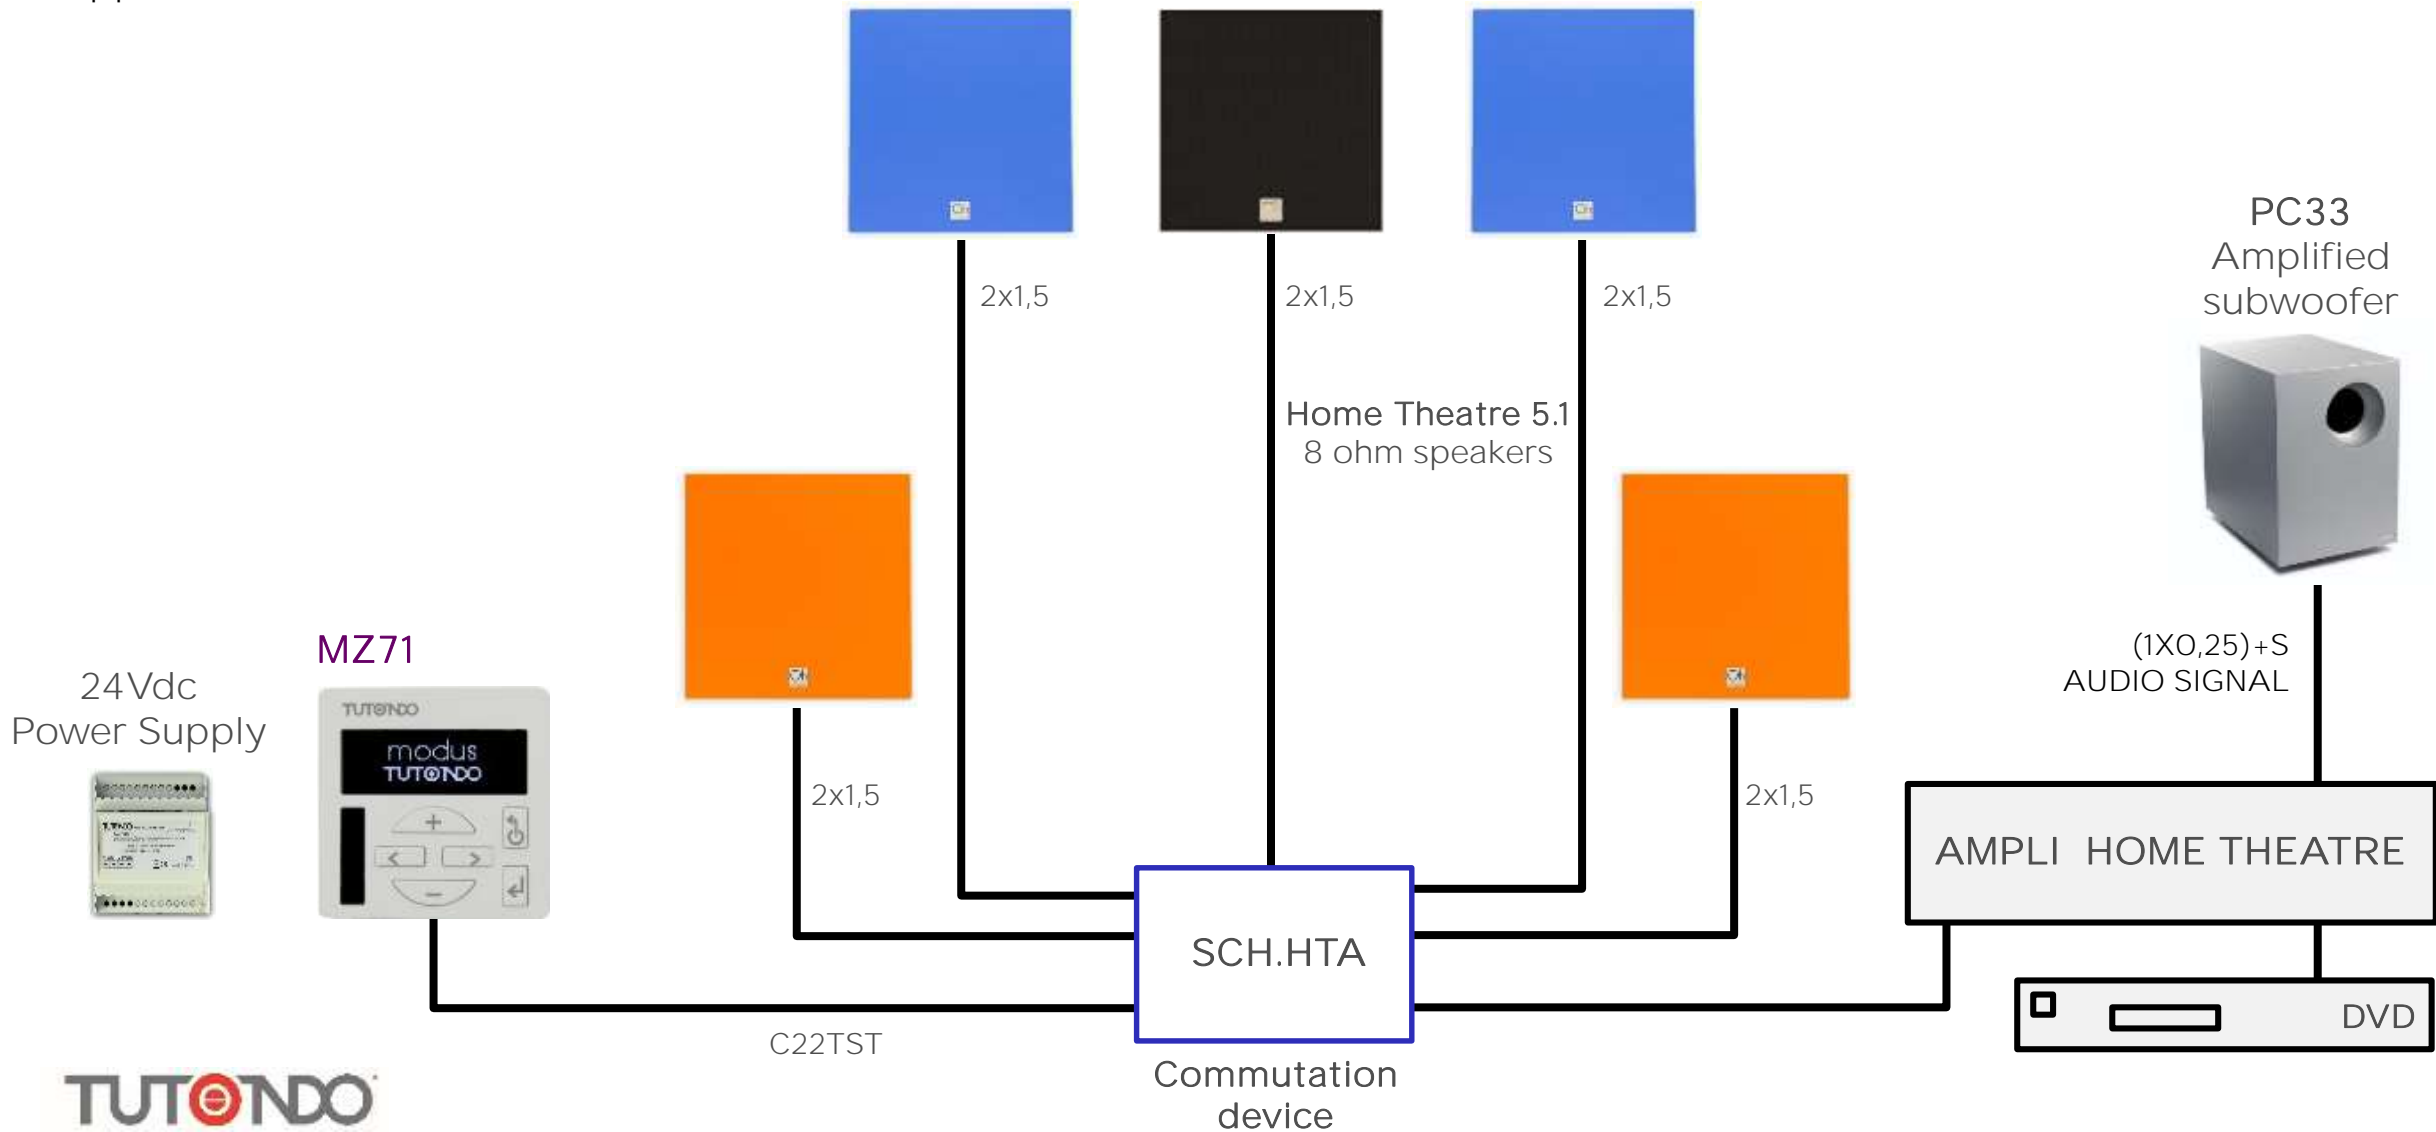 PC33
Amplified
subwoofer
2x1,5
2x1,5
2x1,5
Home Theatre 5.1
8 ohm speakers
MZ71
24Vdc
Power Supply
(1X0,25)+S
AUDIO SIGNAL
TUTONDO
modus
TUTONDO
2x1,5
2x1,5
AMPLI HOME THEATRE
SCH.HTA
DVD
C22TST
Commutation
device
TUTONDO